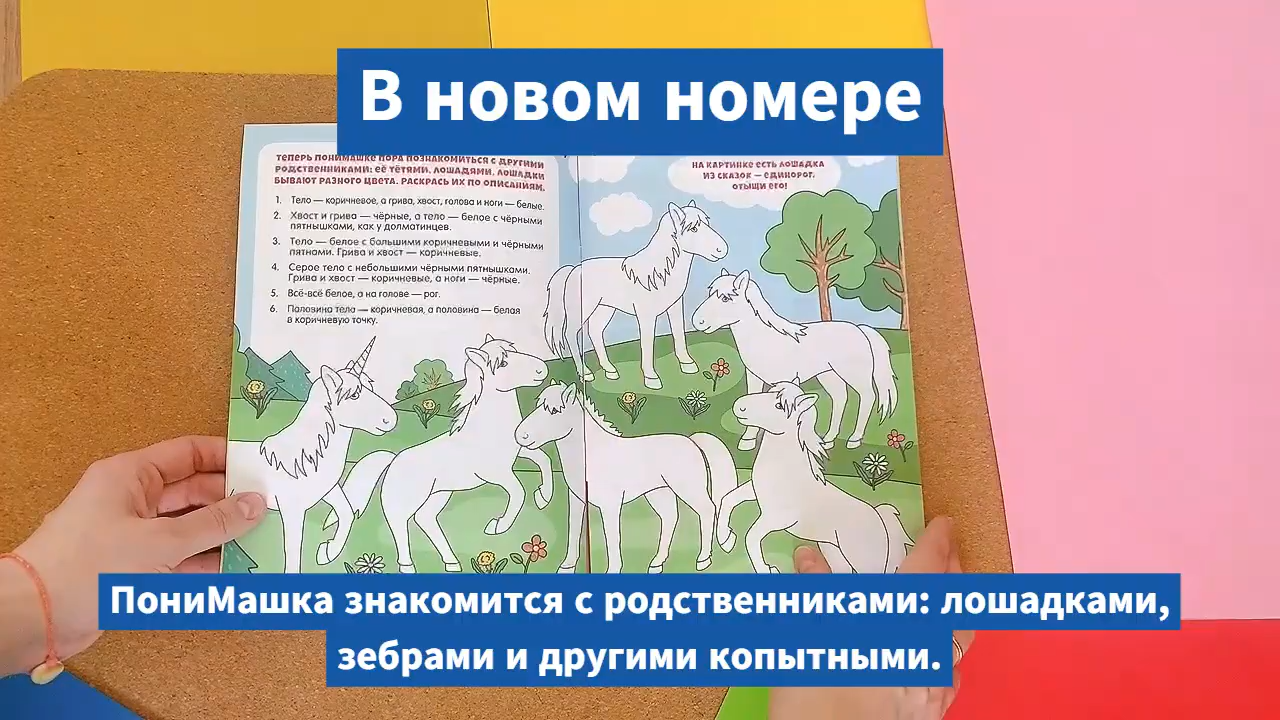 В новом номере
ТЕПЕРЬ ПОНИМАШКЕ ПОРА ПОЗНАКОМИТЬСЯ С ДРУГИМИ
РОДСТВЕННИКАМИ: ЕЁ ТЁТЯМИ, ЛОШАДЯМИ. ЛОШАДКИ
БЫВАЮТ РАЗНОГО ЦВЕТА. РАСКРАСЬ ИХ ПО ОПИСАНИЯМ.
1. Тело — коричневое, а грива, хвост, голова и ноги — белые.
2. Хвост и грива — чёрные, а тело — белое с чёрными
пятнышками, как у долматинцев.
3. Тело — белое с большими коричневыми и чёрными
пятнами. Грива и хвост — коричневые.
4. Серое тело с небольшими чёрными пятнышками.
Грива и хвост — коричневые, а ноги — чёрные.
5. Всё-всё белое, а на голове — рог.
6. Половина тела — коричневая, а половина — белая
в коричневую точку.
НА КАРТИНКЕ ЕСТЬ ЛОШАДКА
ИЗ СКАЗОК — ЕДИНОРОГ.
ОТЫЩИ ЕГО!
ПониМашка знакомится с родственниками: лошадками,
зебрами и другими копытными.